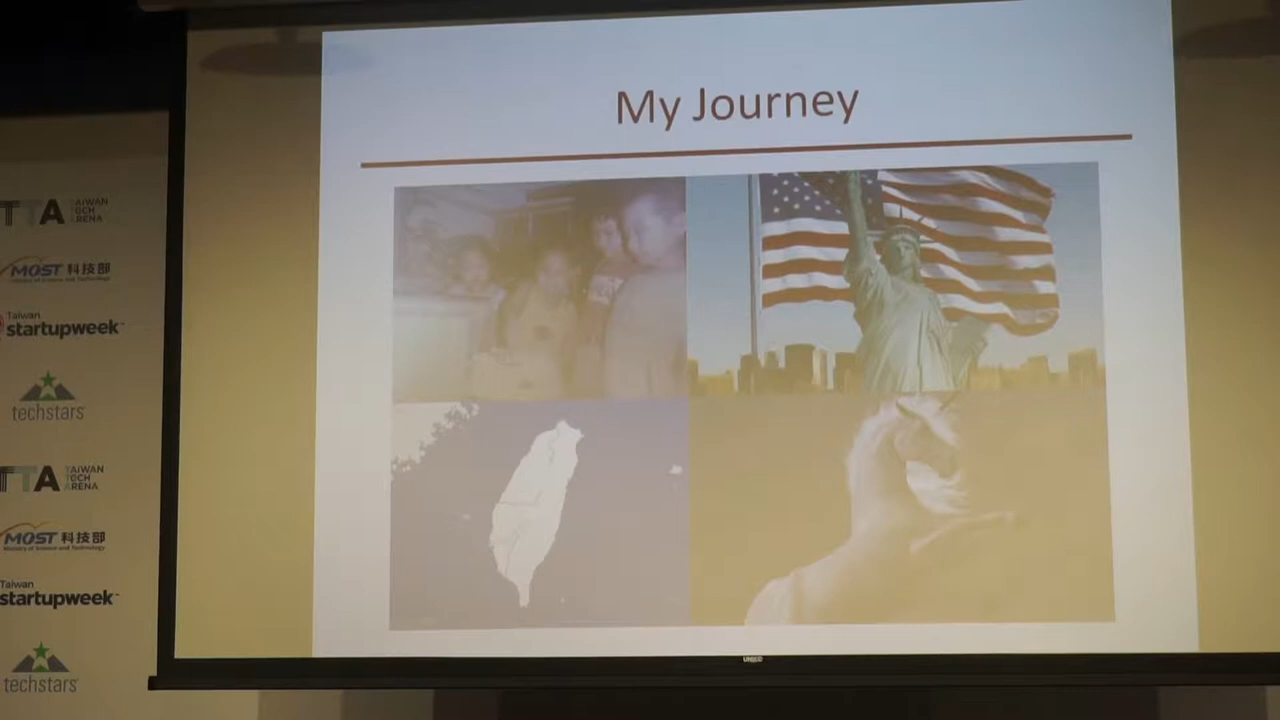 My Journey
TTA TAIWAN
TECH
ARENA
MOST 科技部
Ministry of Science and Technology
Taiwan
startupweek
techstars
TTA TAIWAN
TECH
ARENA
MOST 科技部
Ministry of Science and Technology
Taiwan
startupweek
techstars